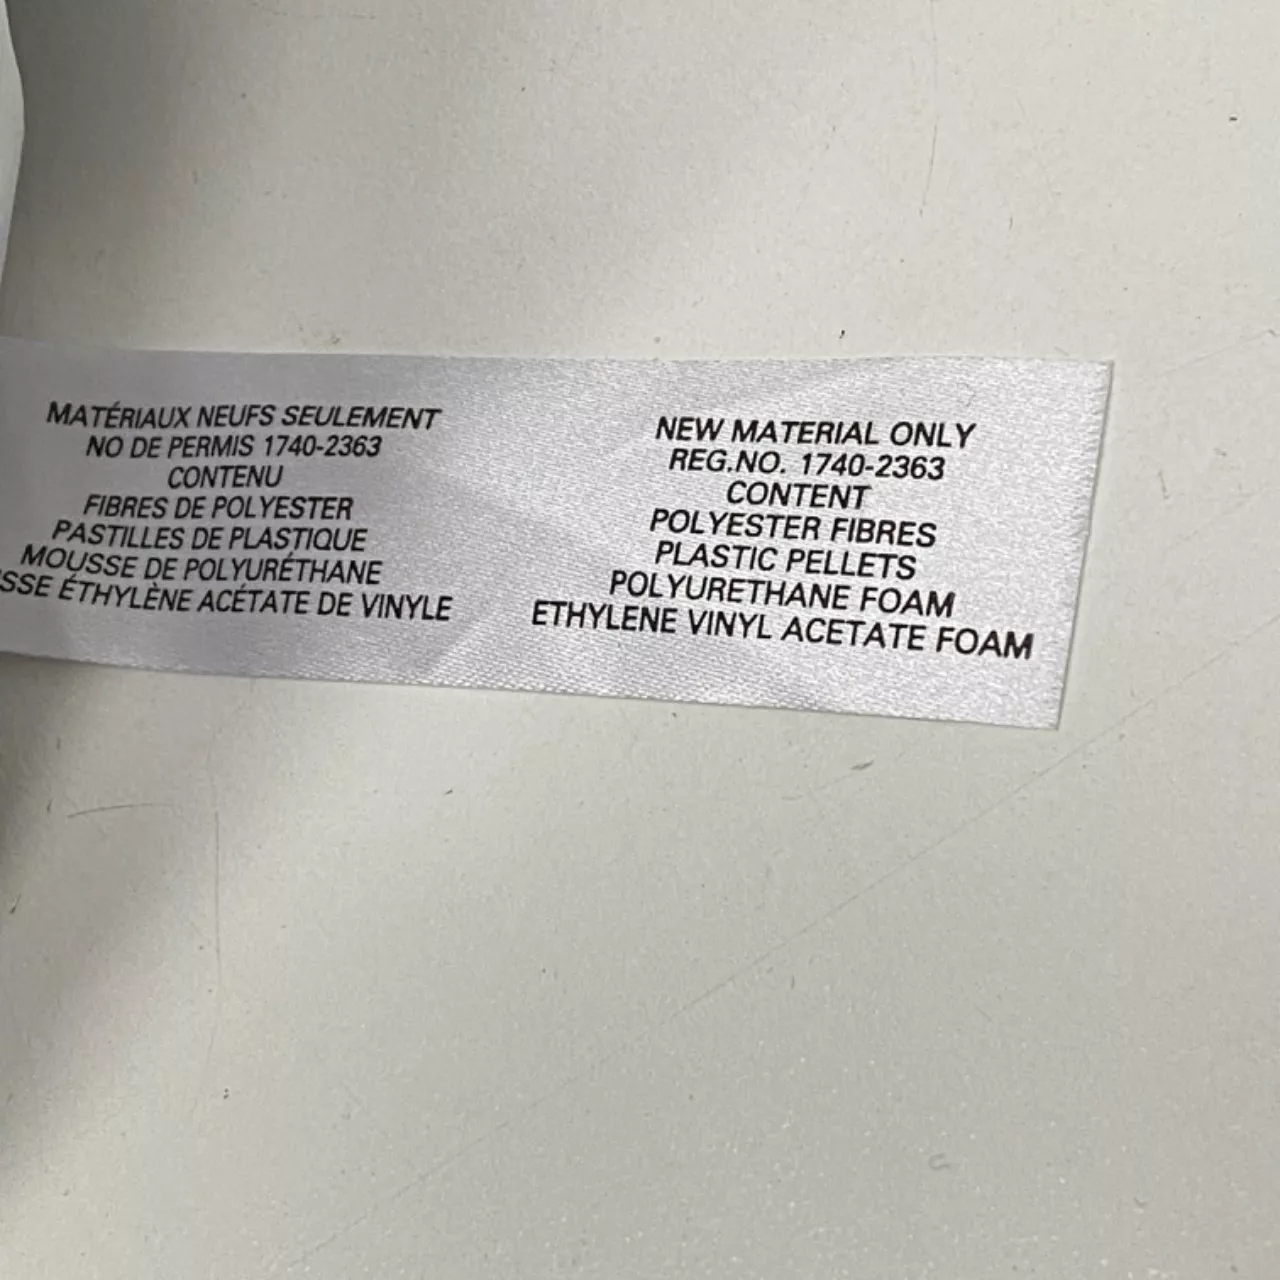 MATÉRIAUX NEUFS SEULEMENT
NO DE PERMIS 1740-2363
CONTENU
FIBRES DE POLYESTER
PASTILLES DE PLASTIQUE
MOUSSE DE POLYURÉTHANE
ÉTHYLÈNE ACÉTATE DE VINYLE
NEW MATERIAL ONLY
REG.NO. 1740-2363
CONTENT
POLYESTER FIBRES
PLASTIC PELLETS
POLYURETHANE FOAM
ETHYLENE VINYL ACETATE FOAM